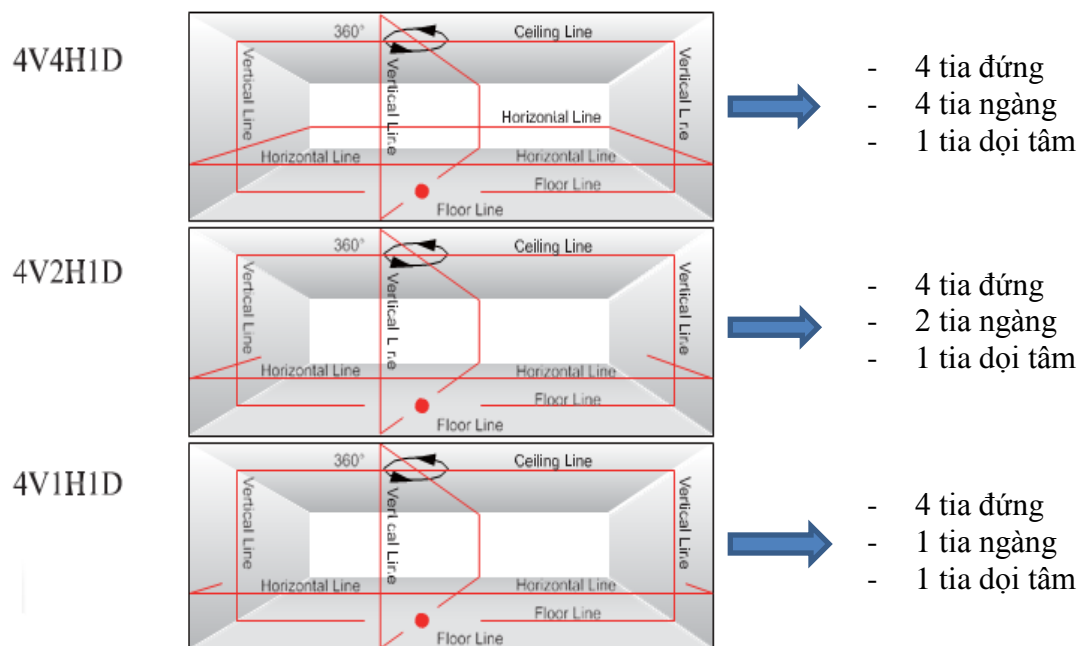 4V4H1D
360°
Ceiling Line
Vertical Line
Vertical Line
Vertical L ne
Horizontal Line
Horizontal Line
Horizontal Line
Floor Line
Floor Line
- 4 tia đứng
- 4 tia ngàng
- 1 tia dọi tâm
4V2H1D
360°
Ceiling Line
Vertical Line
Vertical L ne
Vertical Line
Horizontal Line
Horizontal Line
Floor Line
Floor Line
- 4 tia đứng
- 2 tia ngàng
- 1 tia dọi tâm
4V1H1D
360°
Ceiling Line
Vertical Line
Vert cal Line
Vertical Line
Horizontal Line
Horizontal Line
Floor Line
Floor Line
- 4 tia đứng
- 1 tia ngàng
- 1 tia dọi tâm